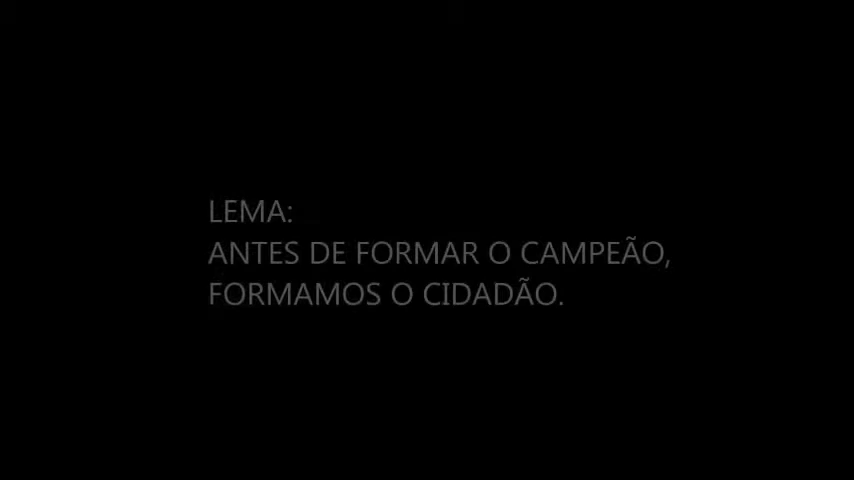 LEMA:
ANTES DE FORMAR O CAMPEÃO,
FORMAMOS O CIDADÃO.